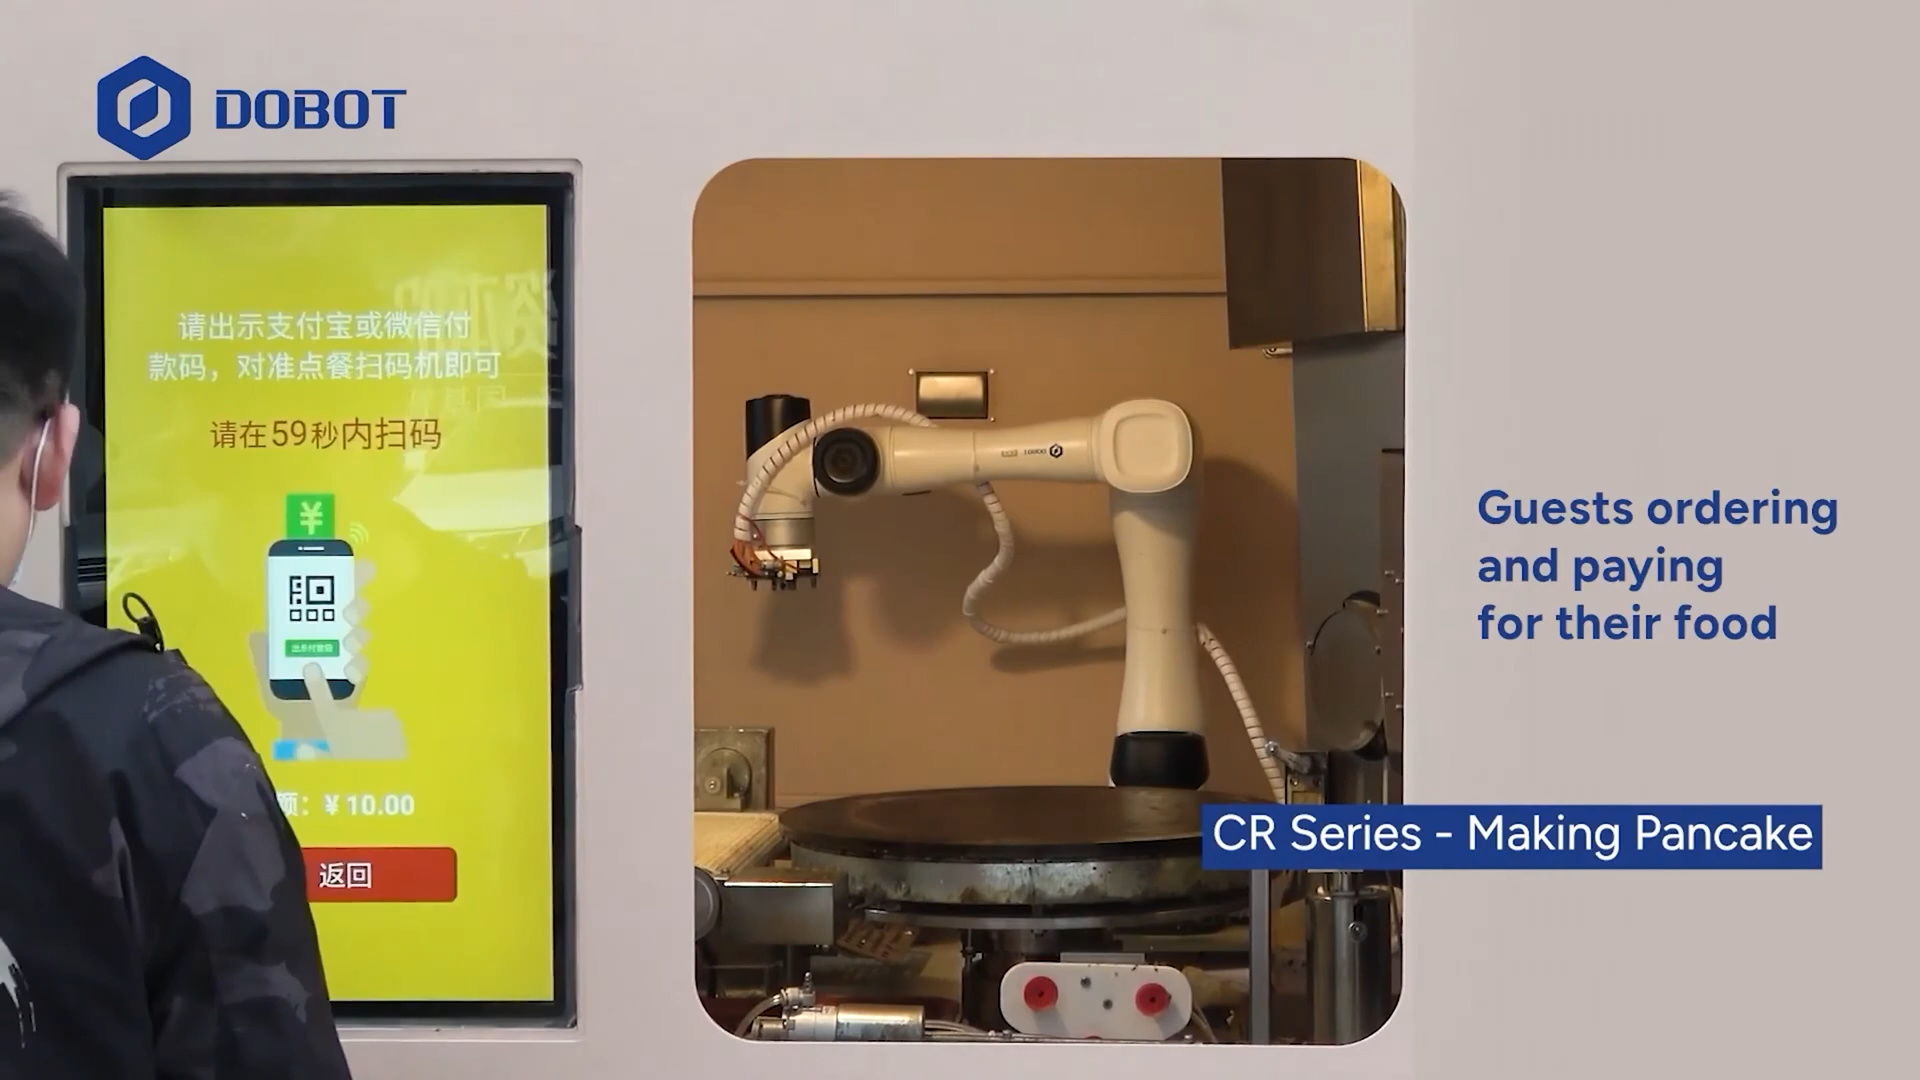 DOBOT
请出示支付宝或微信付
款码，对准点餐扫码机即可
请在59秒内扫码
¥
额：¥ 10.00
返回
Guests ordering
and paying
for their food
CR Series - Making Pancake